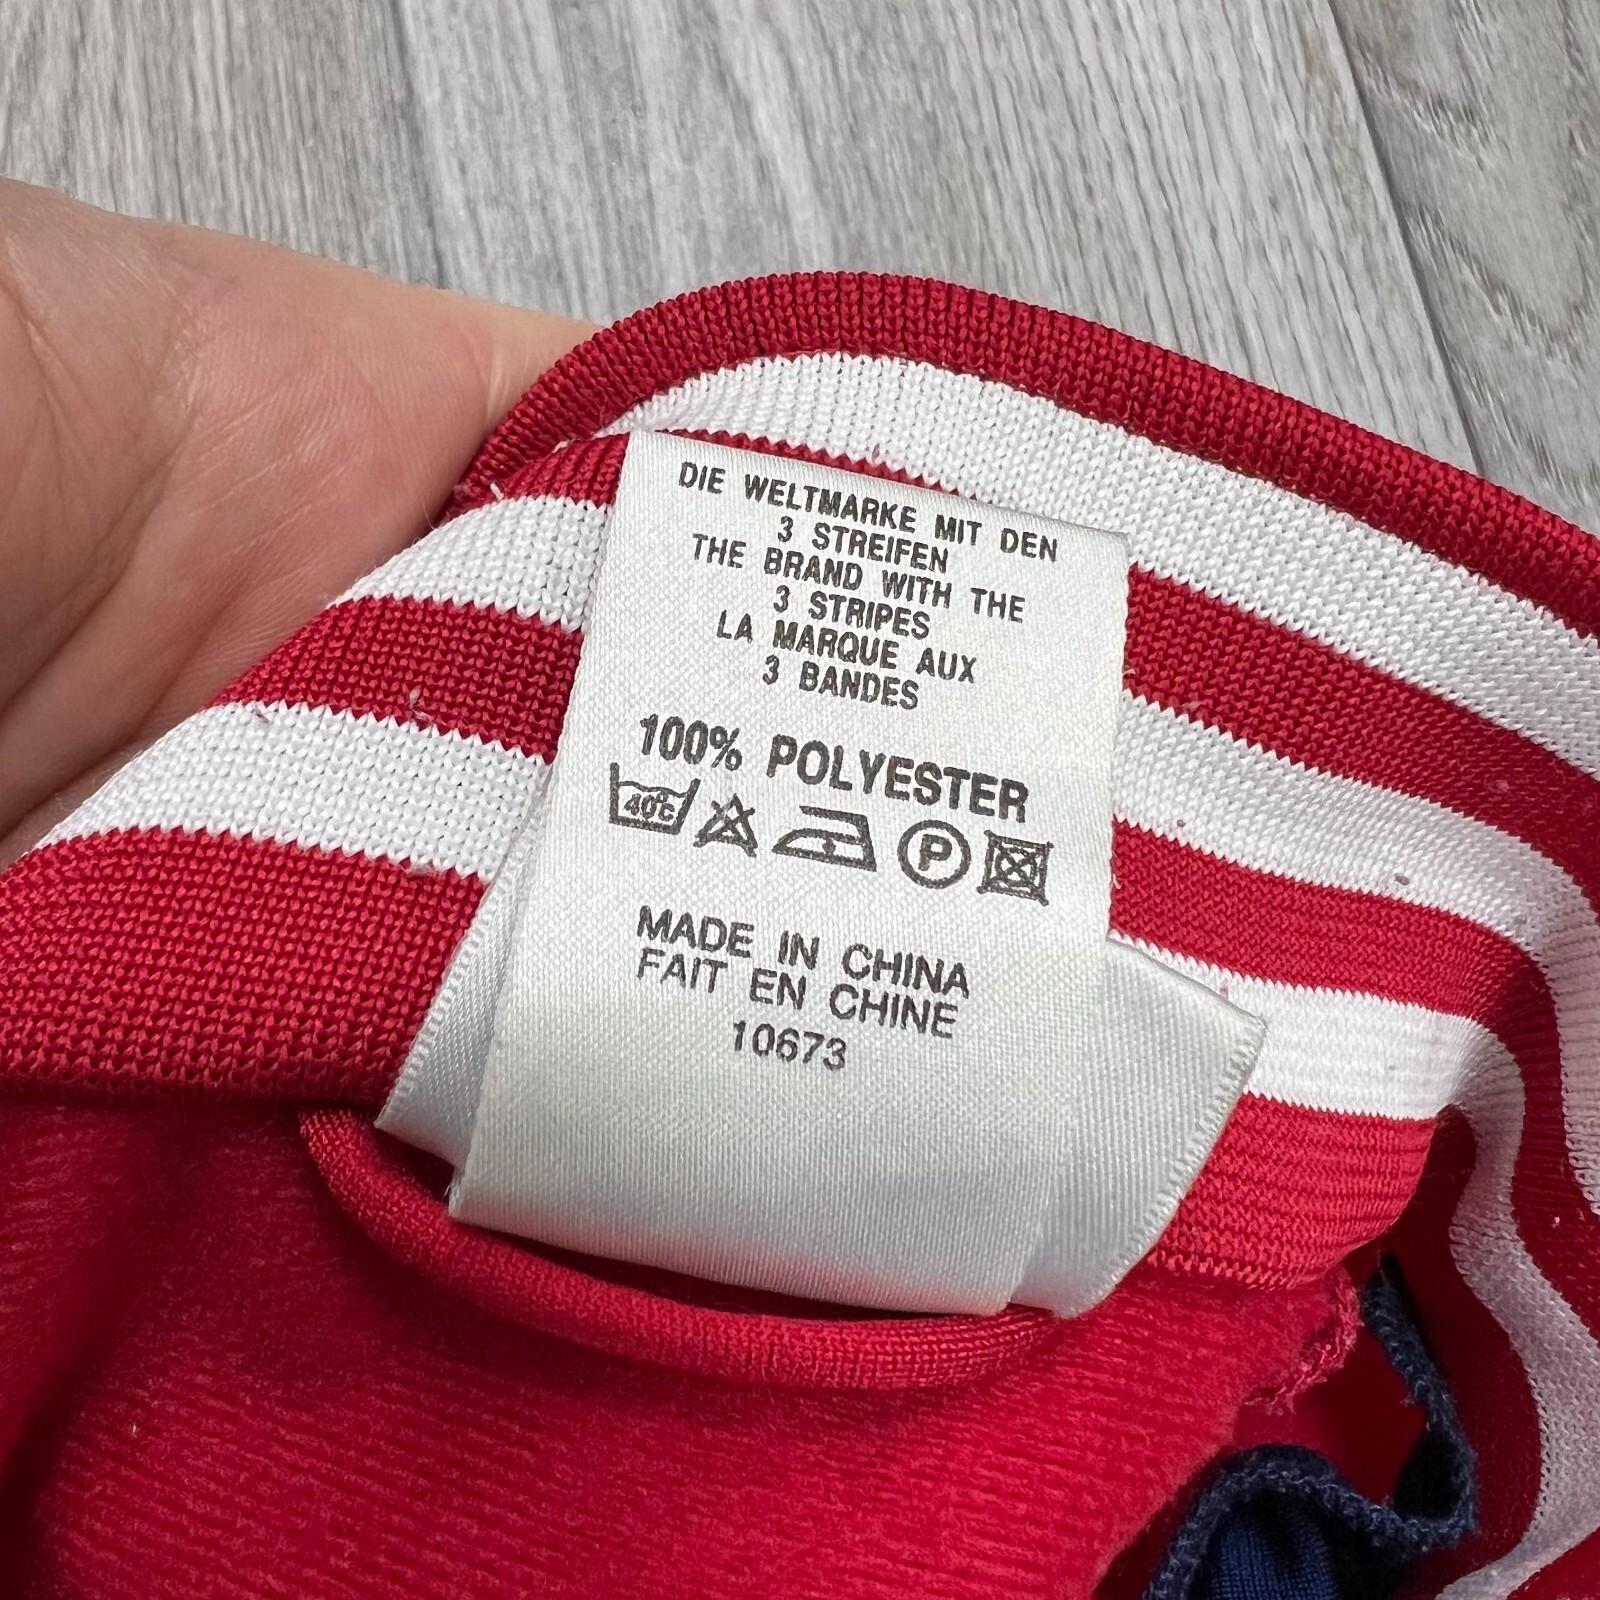 DIE WELTMARKE MIT DEN
3 STREIFEN
THE BRAND WITH THE
3 STRIPES
LA MARQUE AUX
3 BANDES
100% POLYESTER
40°C
P
MADE IN CHINA
FAIT EN CHINE
10673